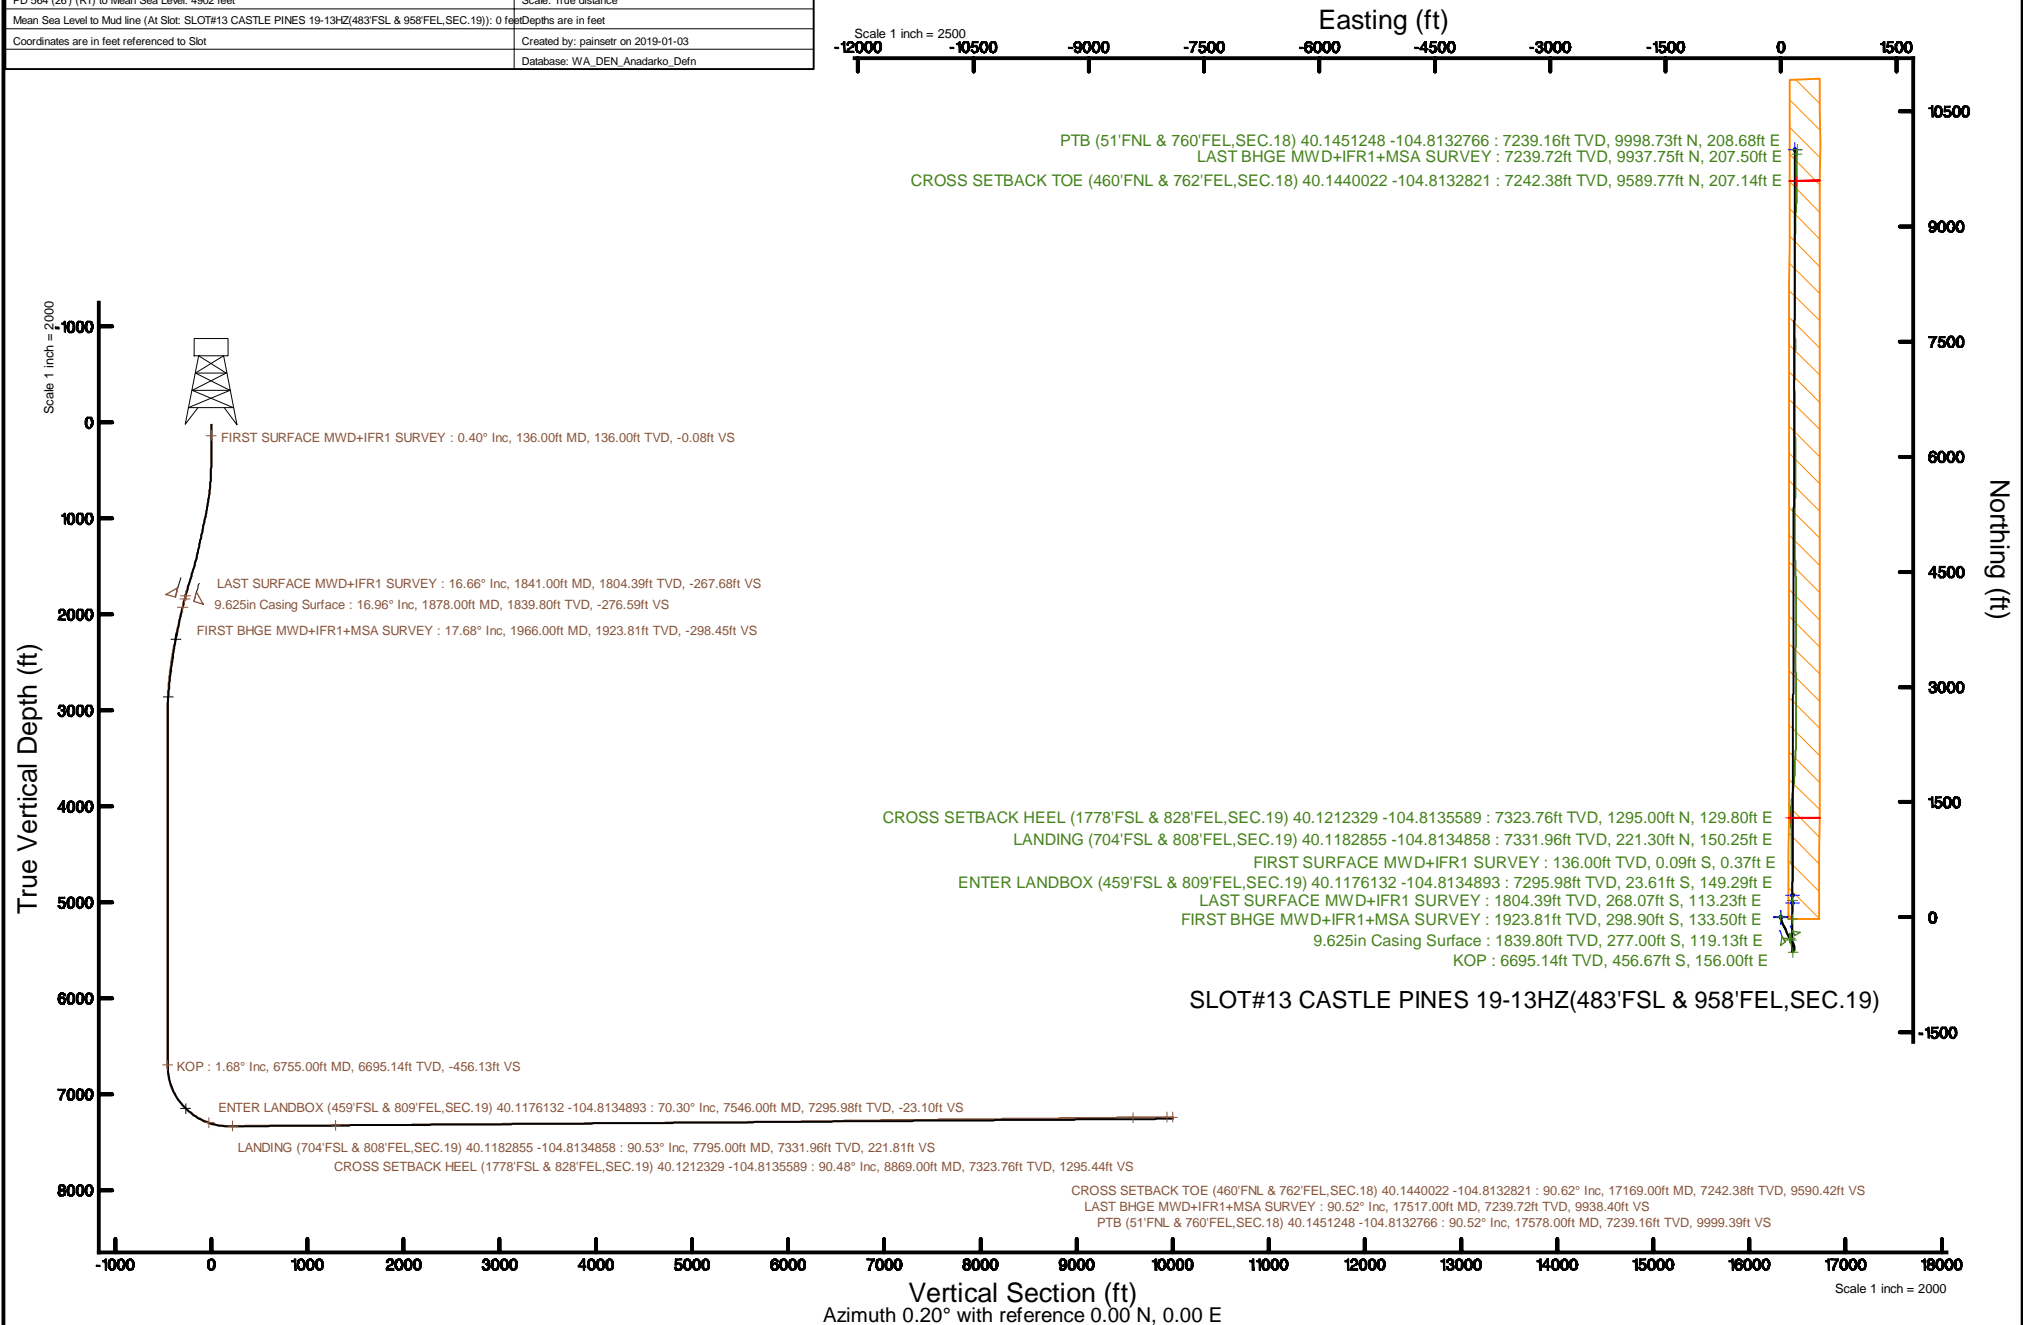 PD 564 (26') (RT) to Mean Sea Level: 4902 feet
Scale: True distance
Mean Sea Level to Mud line (At Slot: SLOT#13 CASTLE PINES 19-13HZ(483'FSL & 958'FEL,SEC.19)): 0 feet
Depths are in feet
Coordinates are in feet referenced to Slot
Created by: painsetr on 2019-01-03
Database: WA_DEN_Anadarko_Defn
Easting (ft)
Scale 1 inch = 2500
-12000 -10500 -9000 -7500 -6000 -4500 -3000 -1500 0 1500
PTB (51'FNL & 760'FEL,SEC.18) 40.1451248 -104.8132766 : 7239.16ft TVD, 9998.73ft N, 208.68ft E
LAST BHGE MWD+IFR1+MSA SURVEY : 7239.72ft TVD, 9937.75ft N, 207.50ft E
CROSS SETBACK TOE (460'FNL & 762'FEL,SEC.18) 40.1440022 -104.8132821 : 7242.38ft TVD, 9589.77ft N, 207.14ft E
CROSS SETBACK HEEL (1778'FSL & 828'FEL,SEC.19) 40.1212329 -104.8135589 : 7323.76ft TVD, 1295.00ft N, 129.80ft E
LANDING (704'FSL & 808'FEL,SEC.19) 40.1182855 -104.8134858 : 7331.96ft TVD, 221.30ft N, 150.25ft E
FIRST SURFACE MWD+IFR1 SURVEY : 136.00ft TVD, 0.09ft S, 0.37ft E
ENTER LANDBOX (459'FSL & 809'FEL,SEC.19) 40.1176132 -104.8134893 : 7295.98ft TVD, 23.61ft S, 149.29ft E
LAST SURFACE MWD+IFR1 SURVEY : 1804.39ft TVD, 268.07ft S, 113.23ft E
FIRST BHGE MWD+IFR1+MSA SURVEY : 1923.81ft TVD, 298.90ft S, 133.50ft E
9.625in Casing Surface : 1839.80ft TVD, 277.00ft S, 119.13ft E
KOP : 6695.14ft TVD, 456.67ft S, 156.00ft E
SLOT#13 CASTLE PINES 19-13HZ(483'FSL & 958'FEL,SEC.19)
10500
9000
7500
6000
4500
3000
1500
0
-1500
Northing (ft)
Scale 1 inch = 2000
True Vertical Depth (ft)
-1000
0
1000
2000
3000
4000
5000
6000
7000
8000
FIRST SURFACE MWD+IFR1 SURVEY : 0.40° Inc, 136.00ft MD, 136.00ft TVD, -0.08ft VS
LAST SURFACE MWD+IFR1 SURVEY : 16.66° Inc, 1841.00ft MD, 1804.39ft TVD, -267.68ft VS
9.625in Casing Surface : 16.96° Inc, 1878.00ft MD, 1839.80ft TVD, -276.59ft VS
FIRST BHGE MWD+IFR1+MSA SURVEY : 17.68° Inc, 1966.00ft MD, 1923.81ft TVD, -298.45ft VS
KOP : 1.68° Inc, 6755.00ft MD, 6695.14ft TVD, -456.13ft VS
ENTER LANDBOX (459'FSL & 809'FEL,SEC.19) 40.1176132 -104.8134893 : 70.30° Inc, 7546.00ft MD, 7295.98ft TVD, -23.10ft VS
LANDING (704'FSL & 808'FEL,SEC.19) 40.1182855 -104.8134858 : 90.53° Inc, 7795.00ft MD, 7331.96ft TVD, 221.81ft VS
CROSS SETBACK HEEL (1778'FSL & 828'FEL,SEC.19) 40.1212329 -104.8135589 : 90.48° Inc, 8869.00ft MD, 7323.76ft TVD, 1295.44ft VS
CROSS SETBACK TOE (460'FNL & 762'FEL,SEC.18) 40.1440022 -104.8132821 : 90.62° Inc, 17169.00ft MD, 7242.38ft TVD, 9590.42ft VS
LAST BHGE MWD+IFR1+MSA SURVEY : 90.52° Inc, 17517.00ft MD, 7239.72ft TVD, 9938.40ft VS
PTB (51'FNL & 760'FEL,SEC.18) 40.1451248 -104.8132766 : 90.52° Inc, 17578.00ft MD, 7239.16ft TVD, 9999.39ft VS
-1000 0 1000 2000 3000 4000 5000 6000 7000 8000 9000 10000 11000 12000 13000 14000 15000 16000 17000 18000
Vertical Section (ft)
Scale 1 inch = 2000
Azimuth 0.20° with reference 0.00 N, 0.00 E